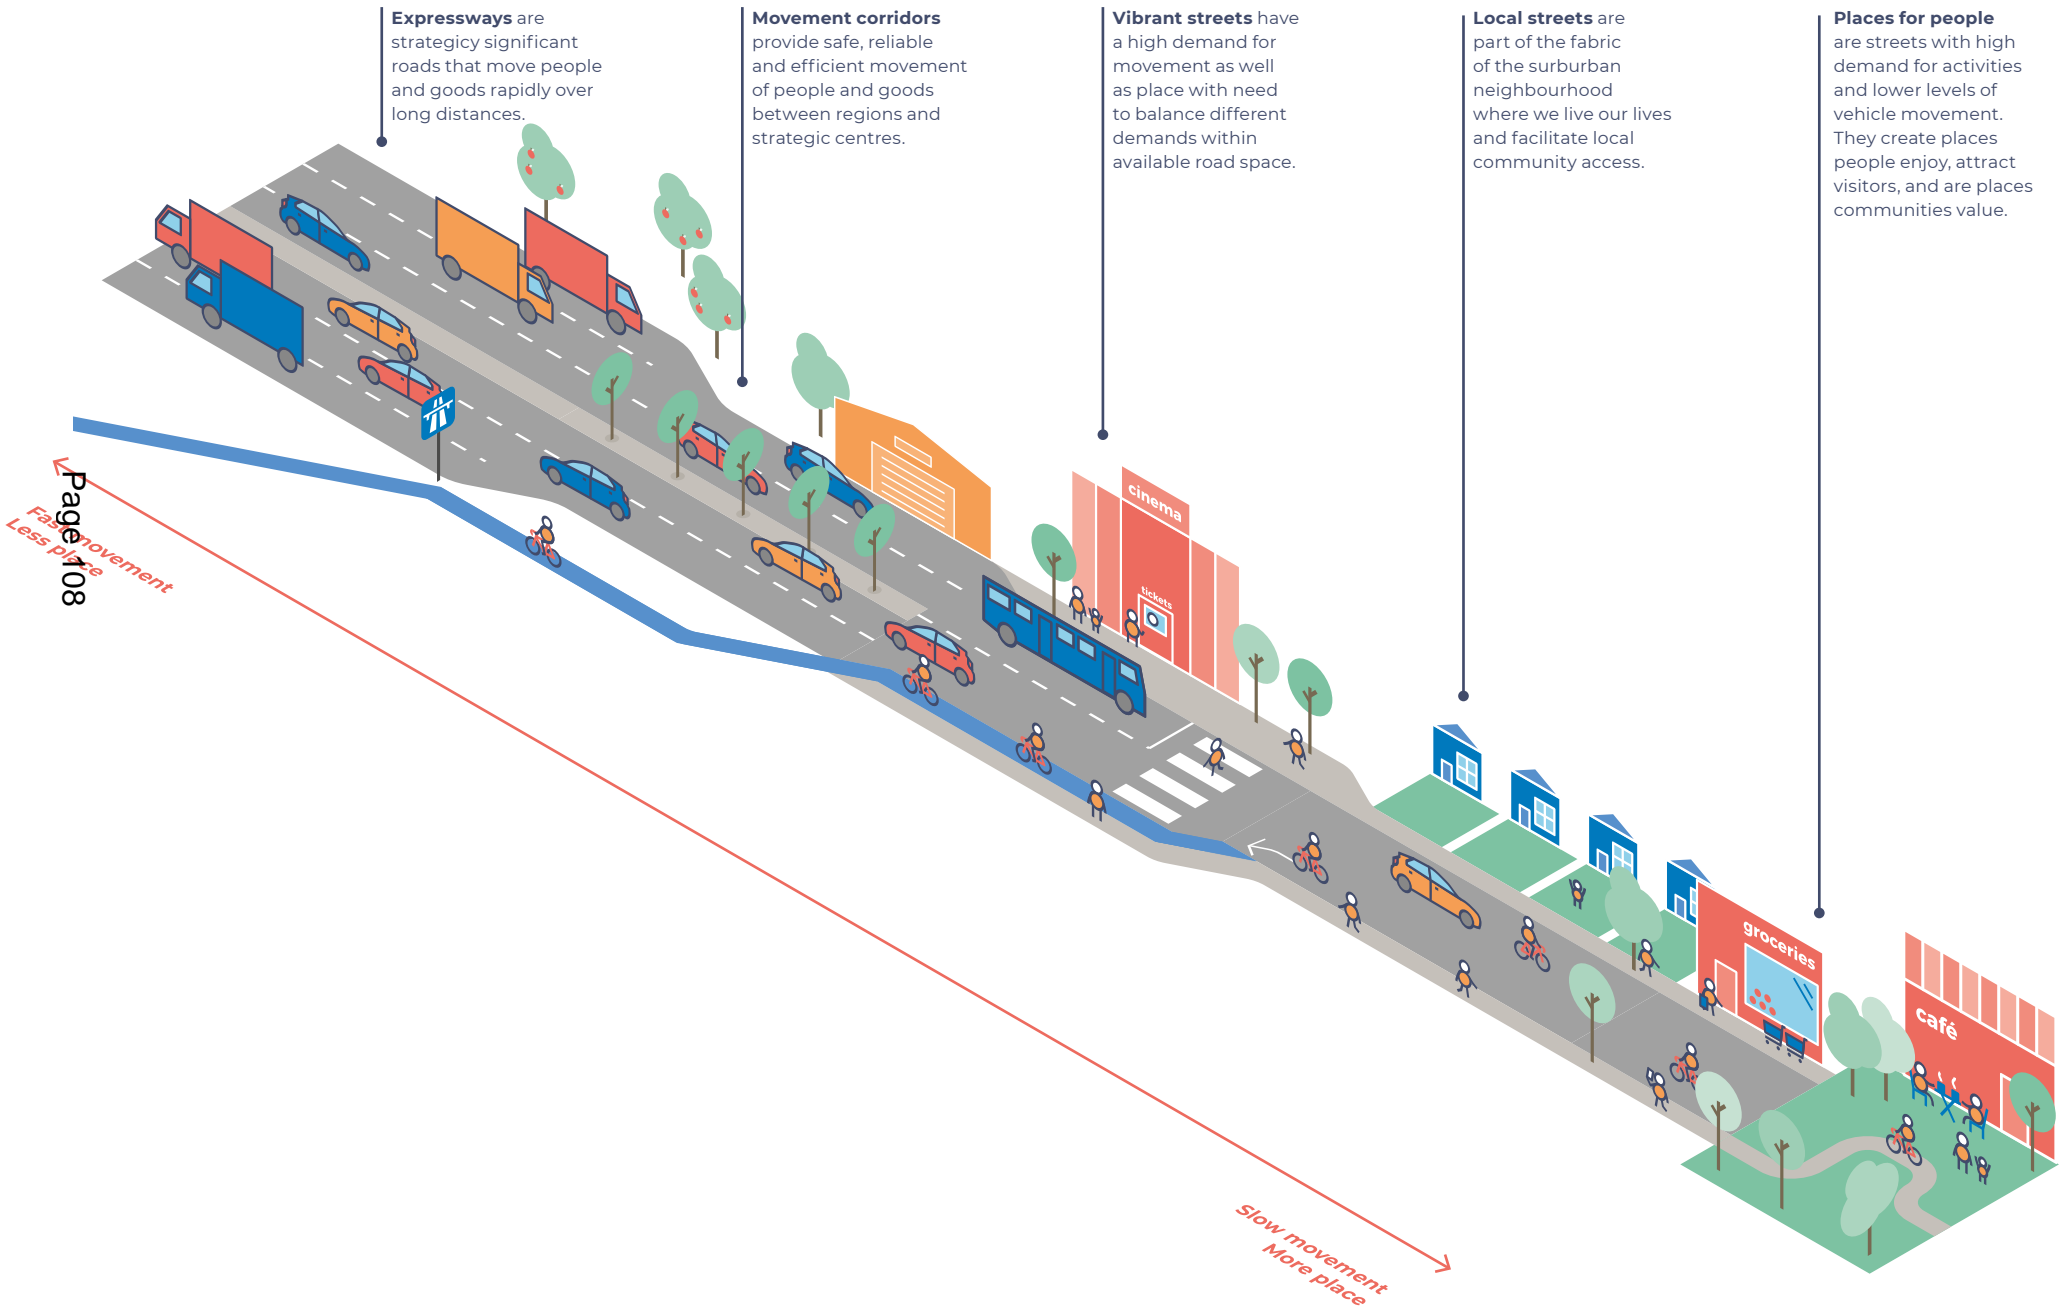 Expressways are
strategicy significant
roads that move people
and goods rapidly over
long distances.
Movement corridors
provide safe, reliable
and efficient movement
of people and goods
between regions and
strategic centres.
Vibrant streets have
a high demand for
movement as well
as place with need
to balance different
demands within
available road space.
Local streets are
part of the fabric
of the surburban
neighbourhood
where we live our lives
and facilitate local
community access.
Places for people
are streets with high
demand for activities
and lower levels of
vehicle movement.
They create places
people enjoy, attract
visitors, and are places
communities value.
cinema
tickets
groceries
café
Page 108
Fast movement
Less place
Slow movement
More place